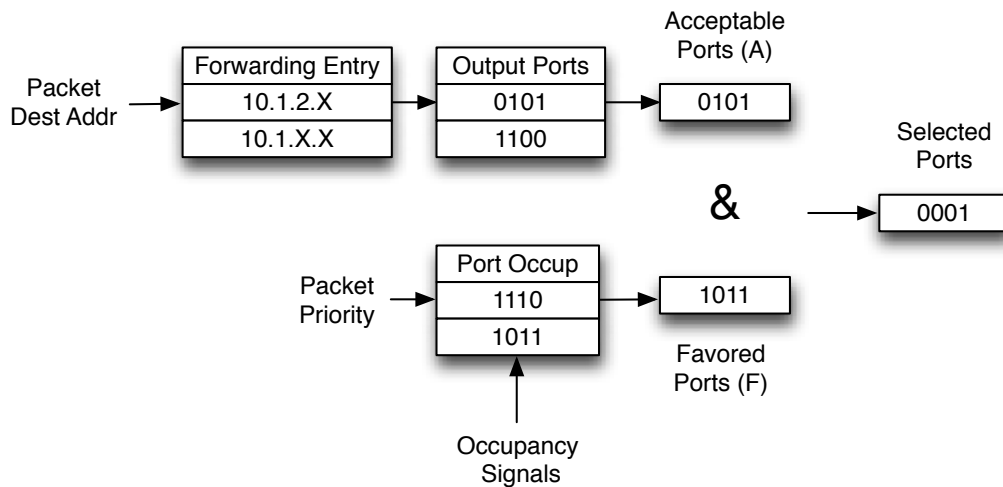 Acceptable
Ports (A)
Forwarding Entry
Output Ports
Packet
Dest Addr
10.1.2.X
0101
0101
10.1.X.X
1100
Selected
Ports
&
0001
Port Occup
Packet
Priority
1110
1011
1011
Favored
Ports (F)
Occupancy
Signals